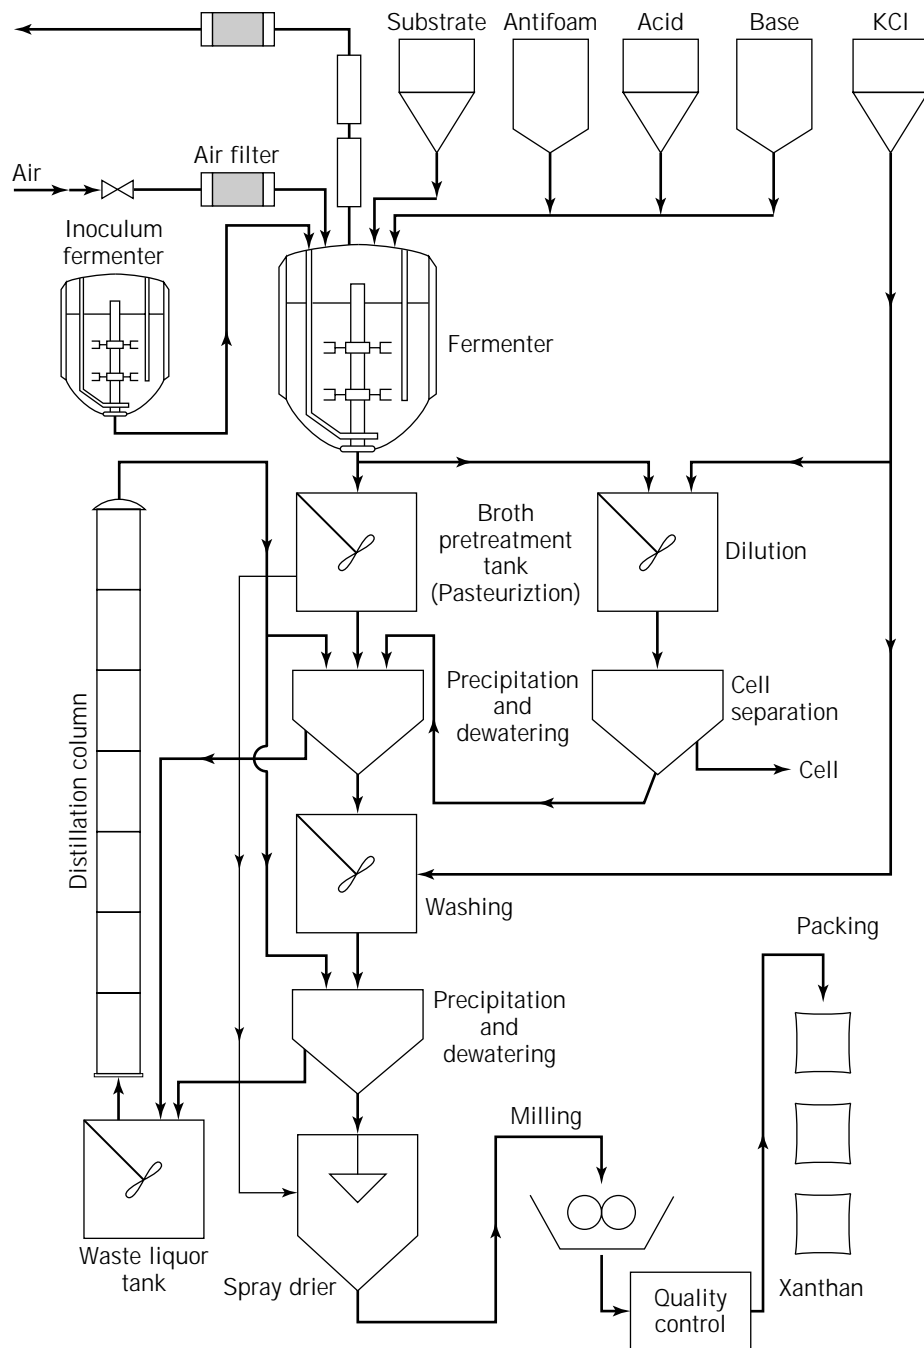 Substrate
Antifoam
Acid
Base
KCl
Air filter
Air
Inoculum
fermenter
Fermenter
Broth
pretreatment
tank
(Pasteuriztion)
Dilution
Precipitation
and
dewatering
Cell
separation
Cell
Distillation column
Washing
Packing
Precipitation
and
dewatering
Milling
Waste liquor
tank
Spray drier
Quality
control
Xanthan